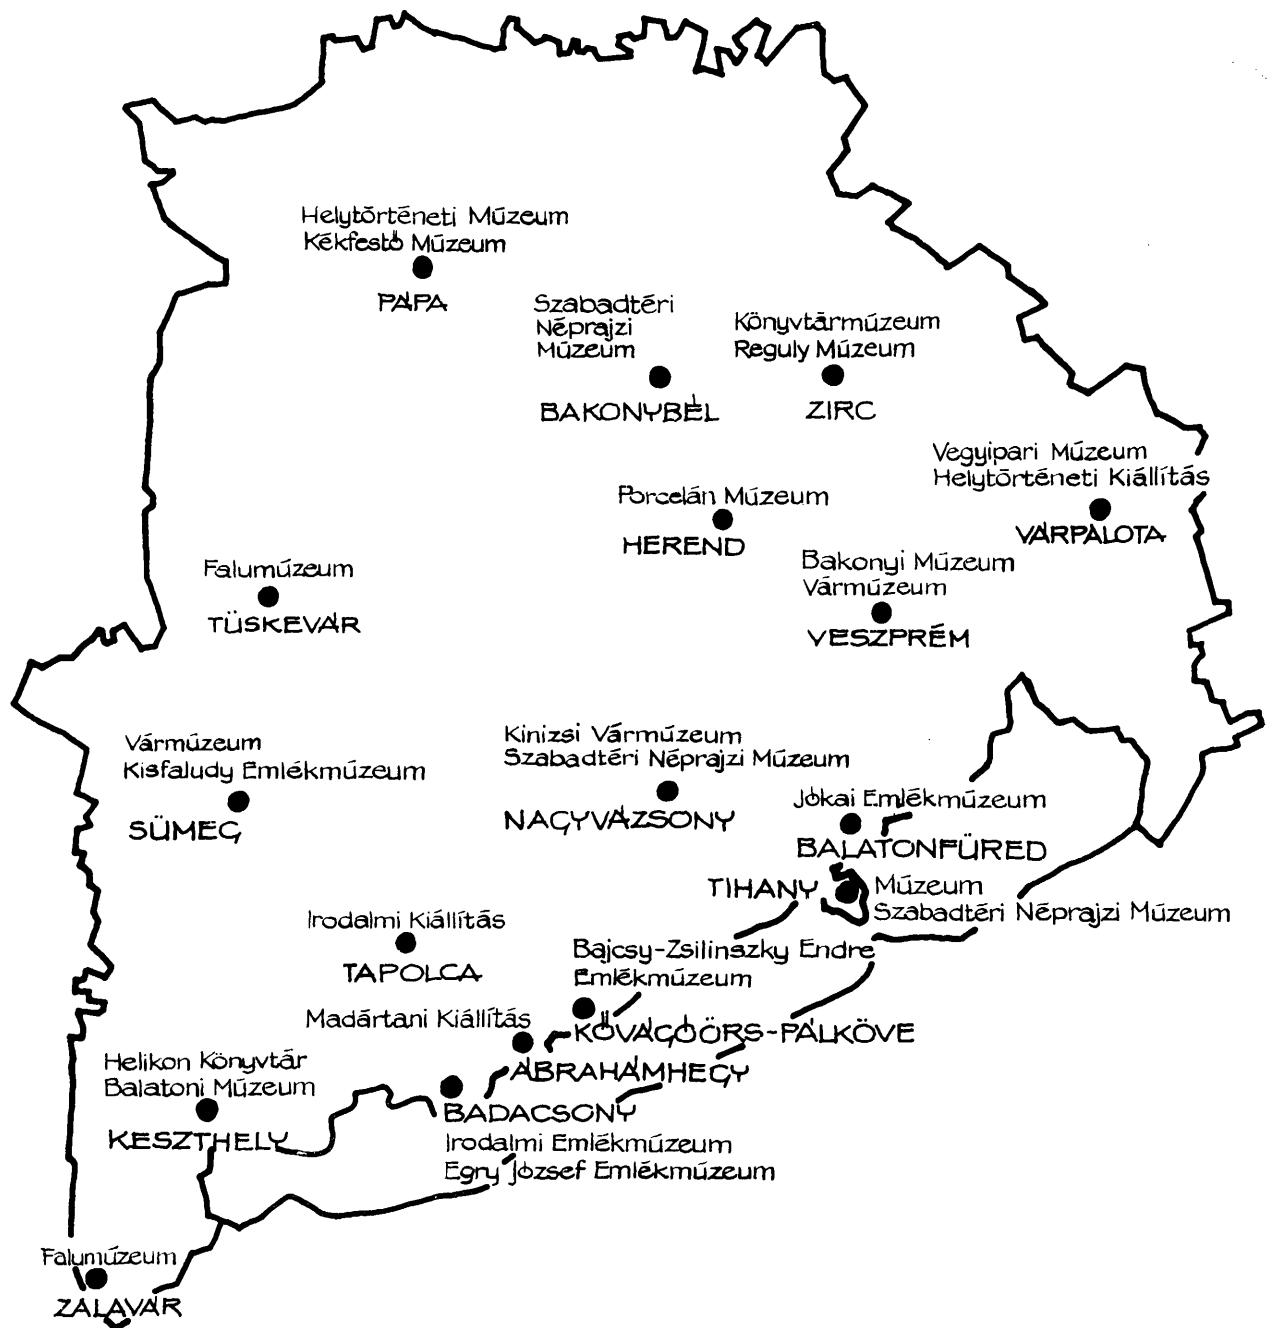 Helytörténeti Múzeum
Kékfestő Múzeum
PÁPA
Szabadtéri
Néprajzi
Múzeum
BAKONYBÉL
Könyvtármúzeum
Reguly Múzeum
ZIRC
Vegyipari Múzeum
Helytörténeti Kiállítás
VÁRPALOTA
Porcelán Múzeum
HEREND
Bakonyi Múzeum
Vármúzeum
VESZPRÉM
Falumúzeum
TÜSKEVÁR
Vármúzeum
Kisfaludy Emlékmúzeum
SÜMEG
Kinizsi Vármúzeum
Szabadtéri Néprajzi Múzeum
NAGYVÁZSONY
Jókai Emlékmúzeum
BALATONFÜRED
TIHANY
Múzeum
Szabadtéri Néprajzi Múzeum
Irodalmi Kiállítás
TAPOLCA
Bajcsy-Zsilinszky Endre
Emlékmúzeum
KŐVÁGÓÖRS-PÁLKÖVE
Madártani Kiállítás
ÁBRAHÁMHEGY
Helikon Könyvtár
Balatoni Múzeum
KESZTHELY
BADACSONY
Irodalmi Emlékmúzeum
Egry József Emlékmúzeum
Falumúzeum
ZALAVÁR